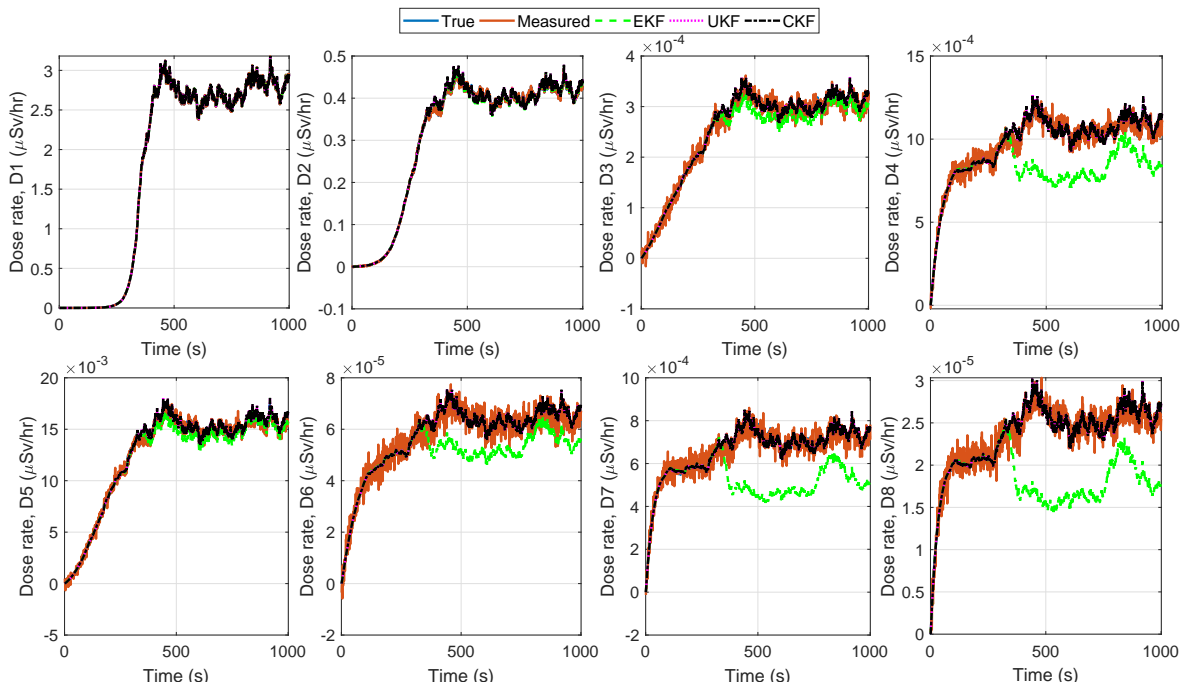 True Measured EKF UKF CKF
3
2.5
2
1.5
1
0.5
0
0 500 1000
Time (s)
Dose rate, D1 (μSv/hr)
0.5
0.4
0.3
0.2
0.1
0
-0.1
0 500 1000
Time (s)
Dose rate, D2 (μSv/hr)
×10-4
4
3
2
1
0
-1
0 500 1000
Time (s)
Dose rate, D3 (μSv/hr)
×10-4
15
10
5
0
0 500 1000
Time (s)
Dose rate, D4 (μSv/hr)
×10-3
20
15
10
5
0
-5
0 500 1000
Time (s)
Dose rate, D5 (μSv/hr)
×10-5
8
6
4
2
0
-2
0 500 1000
Time (s)
Dose rate, D6 (μSv/hr)
×10-4
10
8
6
4
2
0
-2
0 500 1000
Time (s)
Dose rate, D7 (μSv/hr)
×10-5
3
2.5
2
1.5
1
0.5
0
0 500 1000
Time (s)
Dose rate, D8 (μSv/hr)